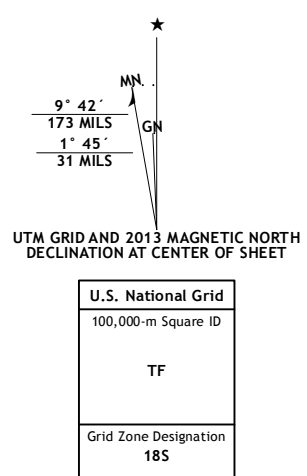 ★
MN
9° 42´
173 MILS
GN
1° 45´
31 MILS
UTM GRID AND 2013 MAGNETIC NORTH
DECLINATION AT CENTER OF SHEET
U.S. National Grid
100,000-m Square ID
TF
Grid Zone Designation
18S